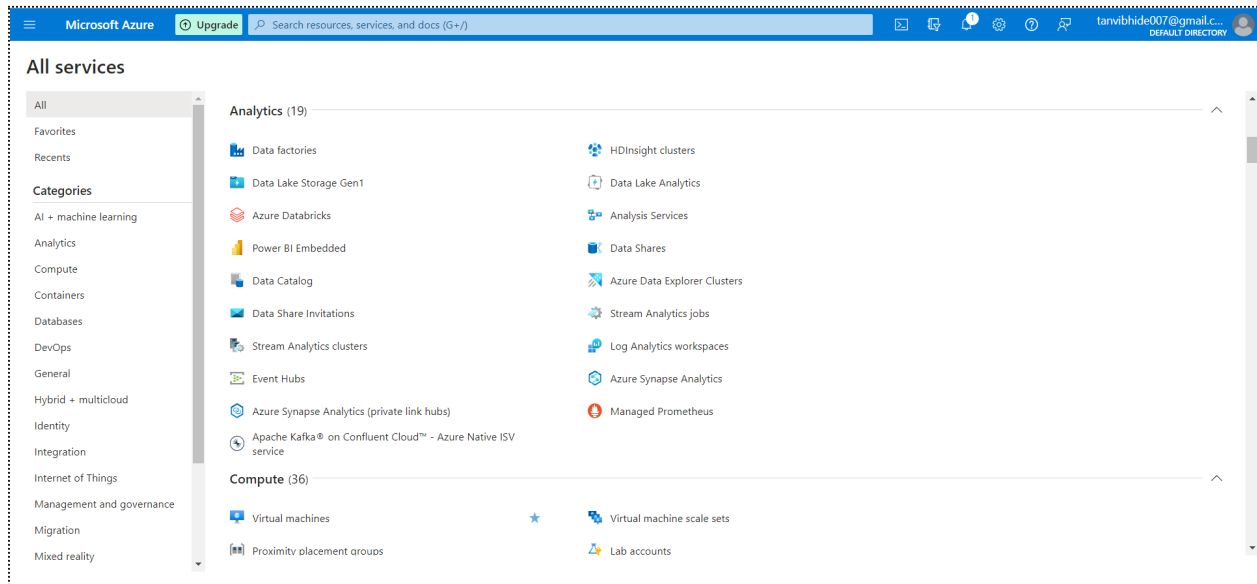 Microsoft Azure
Upgrade
Search resources, services, and docs (G+/)
1
tanvibhide007@gmail.c...
DEFAULT DIRECTORY
All services
All
Favorites
Recents
Categories
AI + machine learning
Analytics
Compute
Containers
Databases
DevOps
General
Hybrid + multicloud
Identity
Integration
Internet of Things
Management and governance
Migration
Mixed reality
Analytics (19)
Data factories
HDInsight clusters
Data Lake Storage Gen1
Data Lake Analytics
Azure Databricks
Analysis Services
Power BI Embedded
Data Shares
Data Catalog
Azure Data Explorer Clusters
Data Share Invitations
Stream Analytics jobs
Stream Analytics clusters
Log Analytics workspaces
Event Hubs
Azure Synapse Analytics
Azure Synapse Analytics (private link hubs)
Managed Prometheus
Apache Kafka® on Confluent Cloud™ - Azure Native ISV
service
Compute (36)
Virtual machines
Virtual machine scale sets
Proximity placement groups
Lab accounts